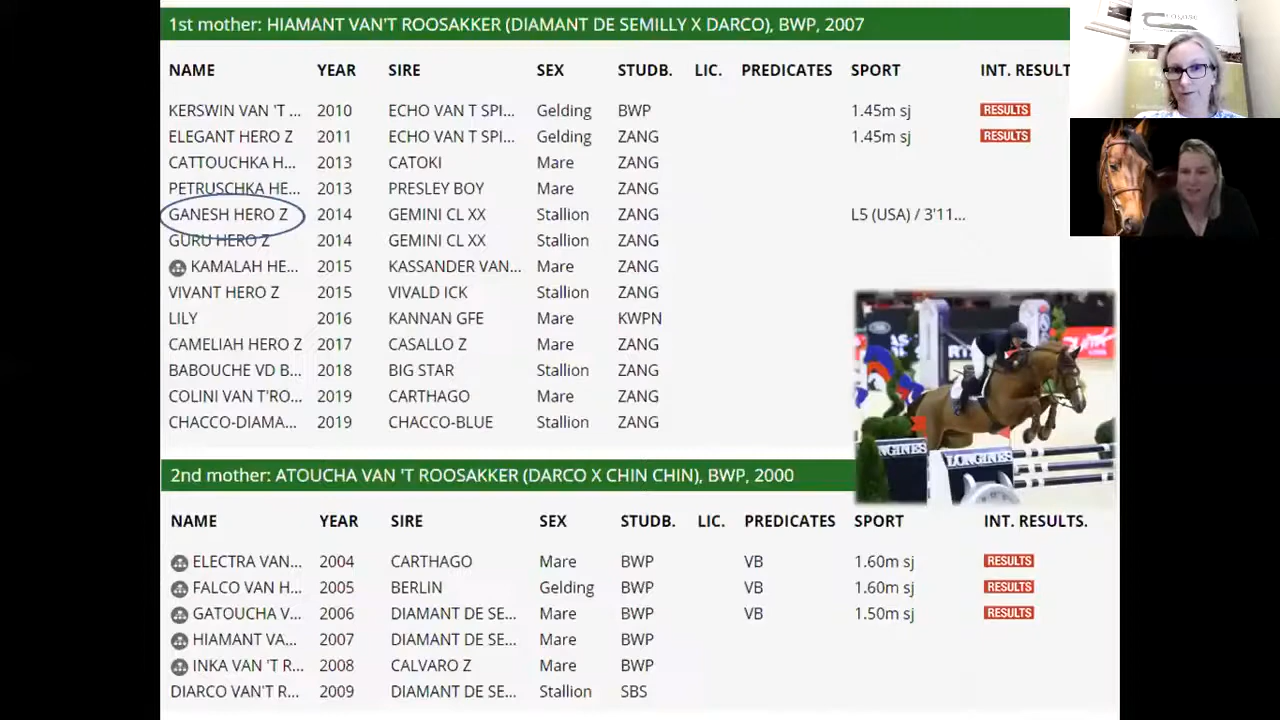 1st mother: HIAMANT VAN'T ROOSAKKER (DIAMANT DE SEMILLY X DARCO), BWP, 2007
NAME YEAR SIRE SEX STUDB. LIC. PREDICATES SPORT INT. RESULT
KERSWIN VAN 'T ... 2010 ECHO VAN T SPI... Gelding BWP 1.45m sj RESULTS
ELEGANT HERO Z 2011 ECHO VAN T SPI... Gelding ZANG 1.45m sj RESULTS
CATTOUCHKA H... 2013 CATOKI Mare ZANG
PETRUSCHKA HE... 2013 PRESLEY BOY Mare ZANG
GANESH HERO Z 2014 GEMINI CL XX Stallion ZANG L5 (USA) / 3'11...
GURU HERO Z 2014 GEMINI CL XX Stallion ZANG
KAMALAH HE... 2015 KASSANDER VAN... Mare ZANG
VIVANT HERO Z 2015 VIVALD ICK Stallion ZANG
LILY 2016 KANNAN GFE Mare KWPN
CAMELIAH HERO Z 2017 CASALLO Z Mare ZANG
BABOUCHE VD B... 2018 BIG STAR Stallion ZANG
COLINI VAN T'RO... 2019 CARTHAGO Mare ZANG
CHACCO-DIAMA... 2019 CHACCO-BLUE Stallion ZANG
LONGINES
2nd mother: ATOUCHA VAN 'T ROOSAKKER (DARCO X CHIN CHIN), BWP, 2000
NAME YEAR SIRE SEX STUDB. LIC. PREDICATES SPORT INT. RESULTS.
ELECTRA VAN... 2004 CARTHAGO Mare BWP VB 1.60m sj RESULTS
FALCO VAN H... 2005 BERLIN Gelding BWP VB 1.60m sj RESULTS
GATOUCHA V... 2006 DIAMANT DE SE... Mare BWP VB 1.50m sj RESULTS
HIAMANT VA... 2007 DIAMANT DE SE... Mare BWP
INKA VAN 'T R... 2008 CALVARO Z Mare BWP
DIARCO VAN'T R... 2009 DIAMANT DE SE... Stallion SBS